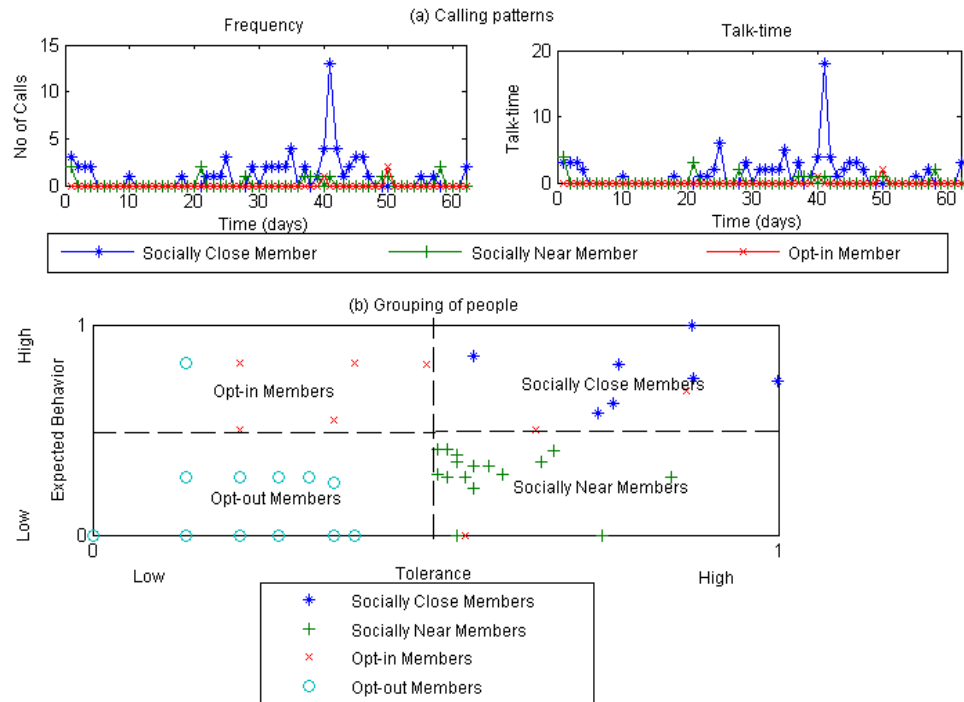 (a) Calling patterns
Frequency
Talk-time
15
10
5
0
No of Calls
0 10 20 30 40 50 60
Time (days)
20
10
0
Talk-time
0 10 20 30 40 50 60
Time (days)
Socially Close Member Socially Near Member Opt-in Member
(b) Grouping of people
High
1
Opt-in Members
Socially Close Members
Expected Behavior
Opt-out Members
Socially Near Members
Low
0
0 1
Low Tolerance High
Socially Close Members
Socially Near Members
Opt-in Members
Opt-out Members